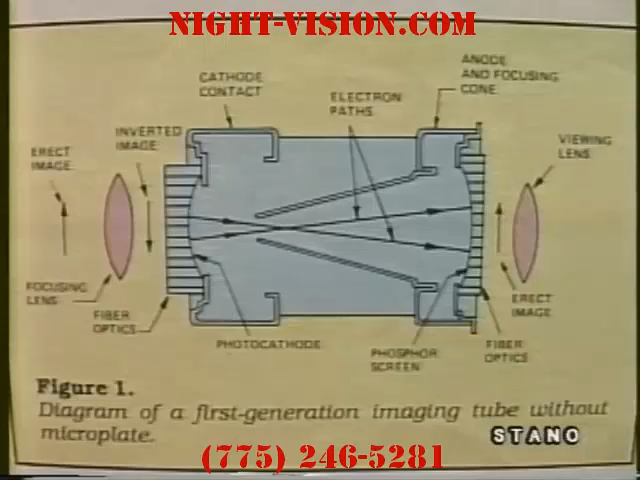 NIGHT-VISION.COM
CATHODE
CONTACT
ANODE
AND FOCUSING
CONE
ELECTRON
PATHS
INVERTED
IMAGE
VIEWING
LENS
ERECT
IMAGE
FOCUSING
LENS
FIBER
OPTICS
PHOTOCATHODE
PHOSPHOR
SCREEN
FIBER
OPTICS
ERECT
IMAGE
Figure 1.
Diagram of a first-generation imaging tube without
microplate.
STANO
(775) 246-5281